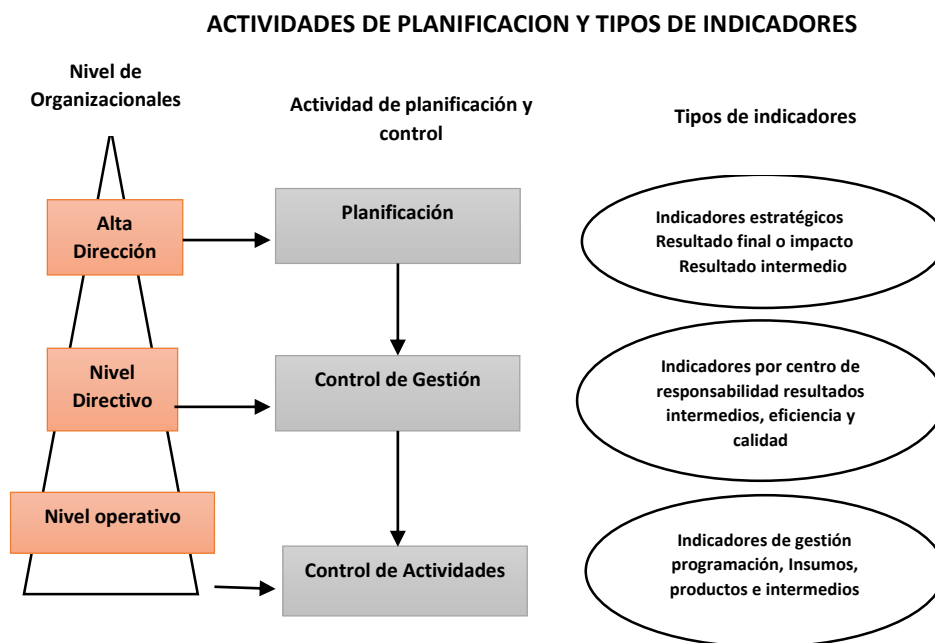 ACTIVIDADES DE PLANIFICACION Y TIPOS DE INDICADORES
Nivel de
Organizacionales
Actividad de planificación y
control
Tipos de indicadores
Alta
Dirección
Planificación
Indicadores estratégicos
Resultado final o impacto
Resultado intermedio
Nivel
Directivo
Control de Gestión
Indicadores por centro de
responsabilidad resultados
intermedios, eficiencia y
calidad
Nivel operativo
Control de Actividades
Indicadores de gestión
programación, Insumos,
productos e intermedios